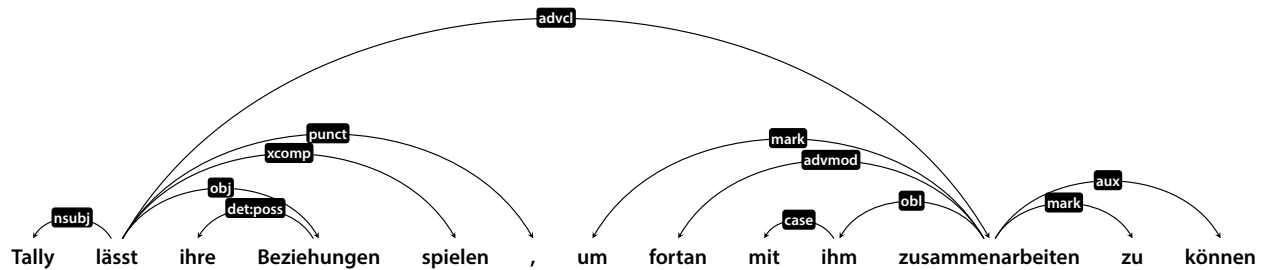 advcl
punct
mark
xcomp
advmod
obj
aux
det:poss
obl
mark
nsubj
case
Tally lässt ihre Beziehungen spielen , um fortan mit ihm zusammenarbeiten zu können